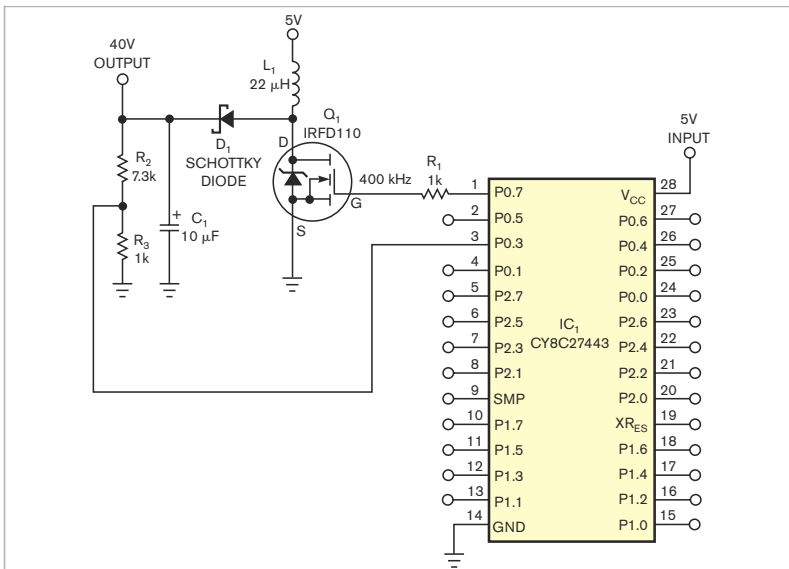 5V
40V
OUTPUT
L1
22 μH
Q1
IRFD110
D1
SCHOTTKY
DIODE
D
G
S
400 kHz
R1
1k
R2
7.3k
R3
1k
+
C1
10 μF
5V
INPUT
1 P0.7
2 P0.5
3 P0.3
4 P0.1
5 P2.7
6 P2.5
7 P2.3
8 P2.1
9 SMP
10 P1.7
11 P1.5
12 P1.3
13 P1.1
14 GND
IC1
CY8C27443
VCC 28
P0.6 27
P0.4 26
P0.2 25
P0.0 24
P2.6 23
P2.4 22
P2.2 21
P2.0 20
XRES 19
P1.6 18
P1.4 17
P1.2 16
P1.0 15